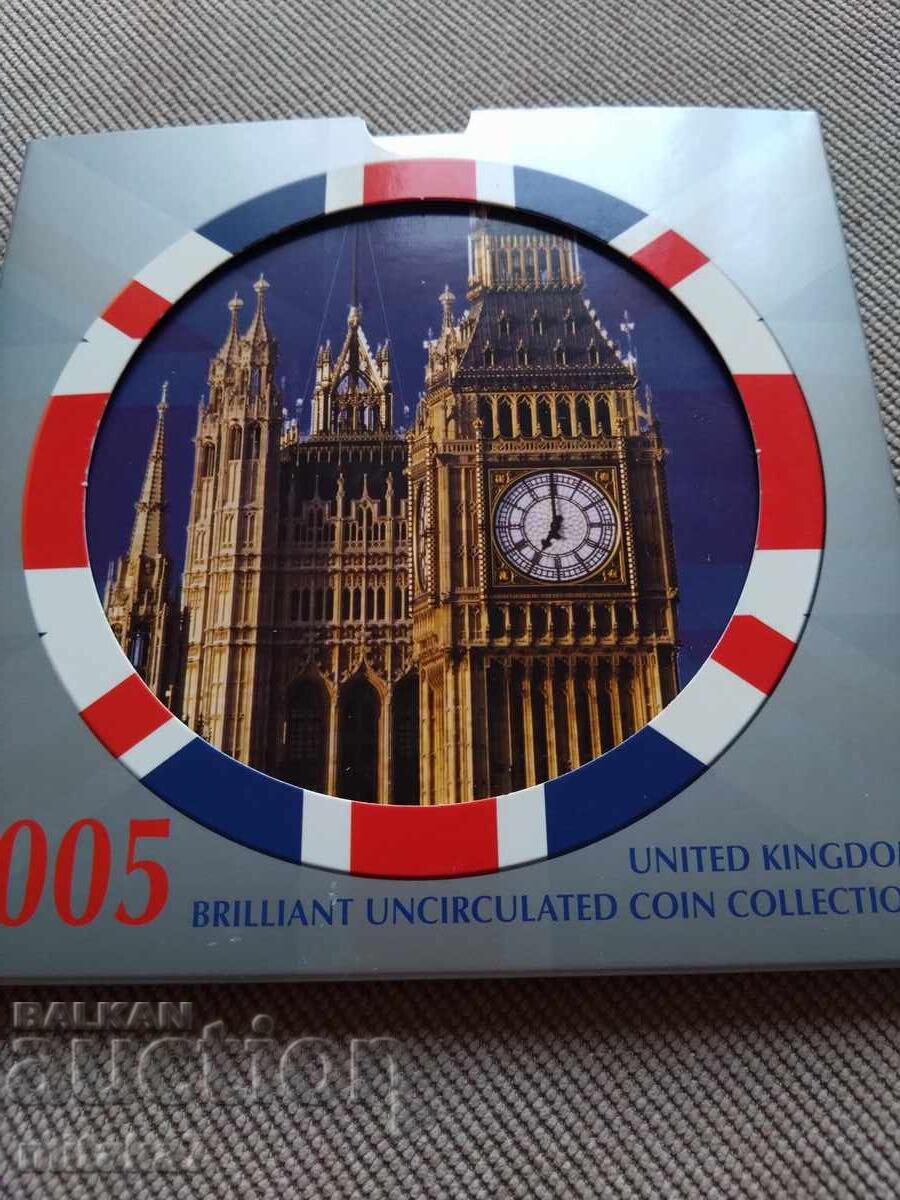 005
UNITED KINGDO
BRILLIANT UNCIRCULATED COIN COLLECTIO
BALKAN
auction